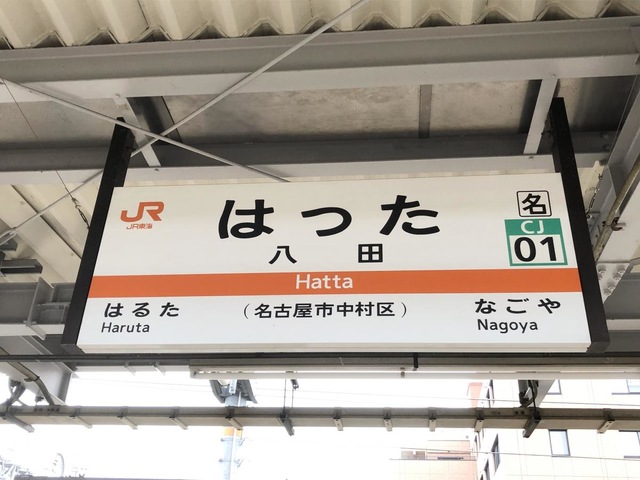 JR
JR東海
はった
八田
名
CJ
01
Hatta
はるた
Haruta
（名古屋市中村区）
なごや
Nagoya